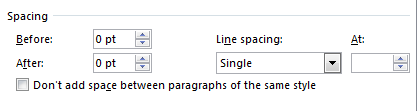 Spacing
Before: 0 pt Line spacing: At:
After: 0 pt Single
Don't add space between paragraphs of the same style